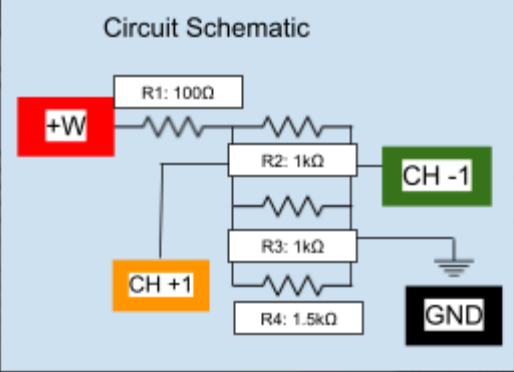 Circuit Schematic
R1: 100Ω
+W
R2: 1kΩ
CH -1
R3: 1kΩ
CH +1
R4: 1.5kΩ
GND